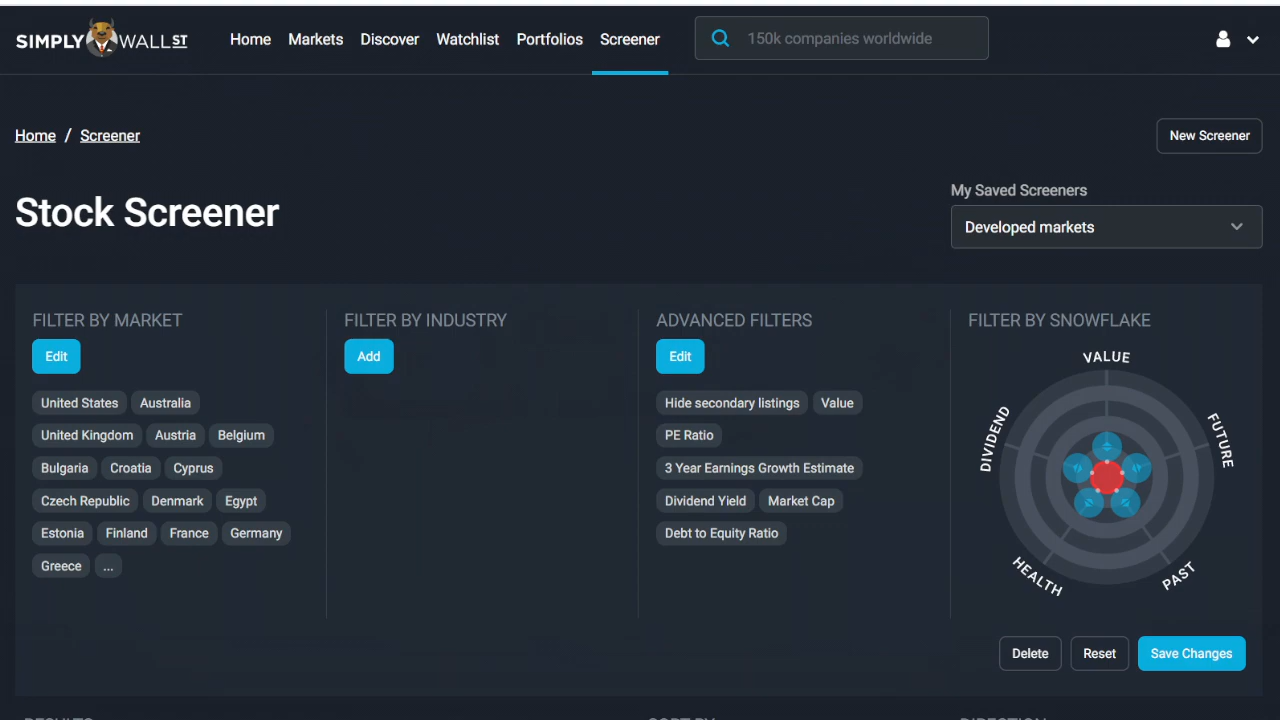 SIMPLY WALLST Home Markets Discover Watchlist Portfolios Screener 150k companies worldwide
Home / Screener
New Screener
My Saved Screeners
Stock Screener
Developed markets
FILTER BY MARKET
Edit
United States Australia
United Kingdom Austria Belgium
Bulgaria Croatia Cyprus
Czech Republic Denmark Egypt
Estonia Finland France Germany
Greece ...
FILTER BY INDUSTRY
Add
ADVANCED FILTERS
Edit
Hide secondary listings Value
PE Ratio
3 Year Earnings Growth Estimate
Dividend Yield Market Cap
Debt to Equity Ratio
FILTER BY SNOWFLAKE
VALUE
FUTURE
PAST
HEALTH
DIVIDEND
Delete Reset Save Changes